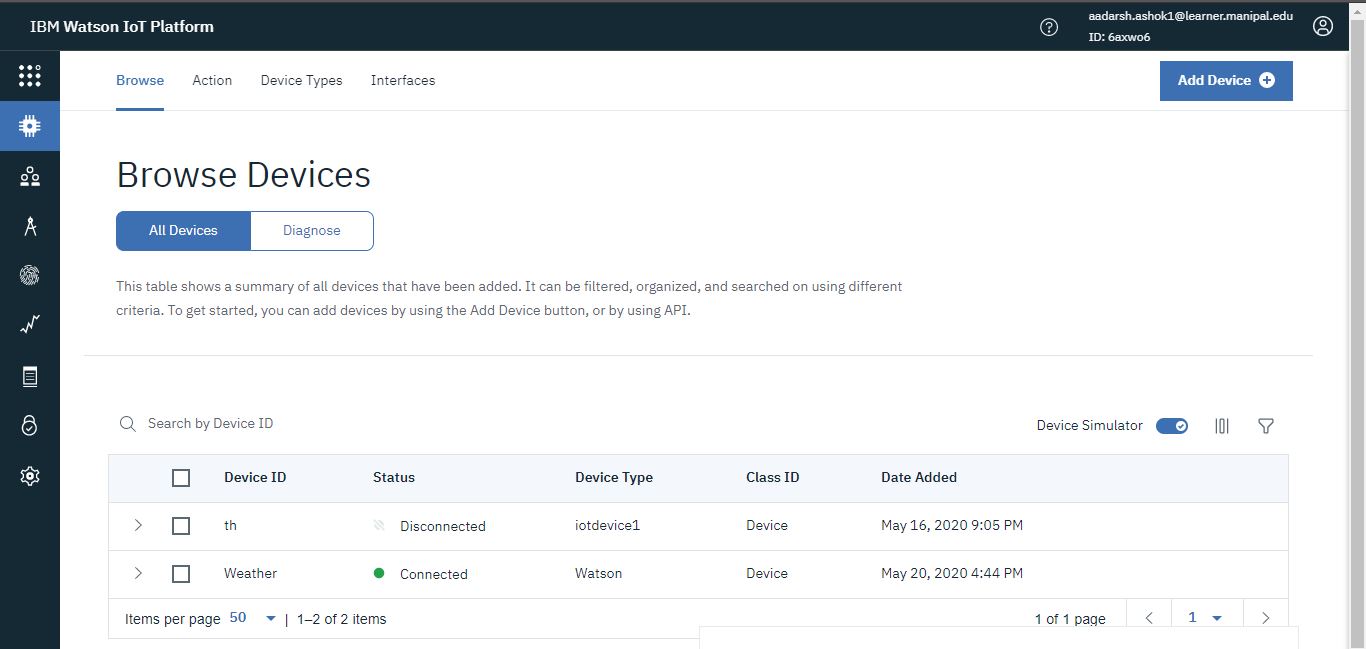 IBM Watson IoT Platform
aadarsh.ashok1@learner.manipal.edu
ID: 6axwo6
Browse Action Device Types Interfaces
Add Device
Browse Devices
All Devices Diagnose
This table shows a summary of all devices that have been added. It can be filtered, organized, and searched on using different
criteria. To get started, you can add devices by using the Add Device button, or by using API.
Search by Device ID
Device Simulator
Device ID Status Device Type Class ID Date Added
th Disconnected iotdevice1 Device May 16, 2020 9:05 PM
Weather Connected Watson Device May 20, 2020 4:44 PM
Items per page 50 | 1–2 of 2 items 1 of 1 page 1